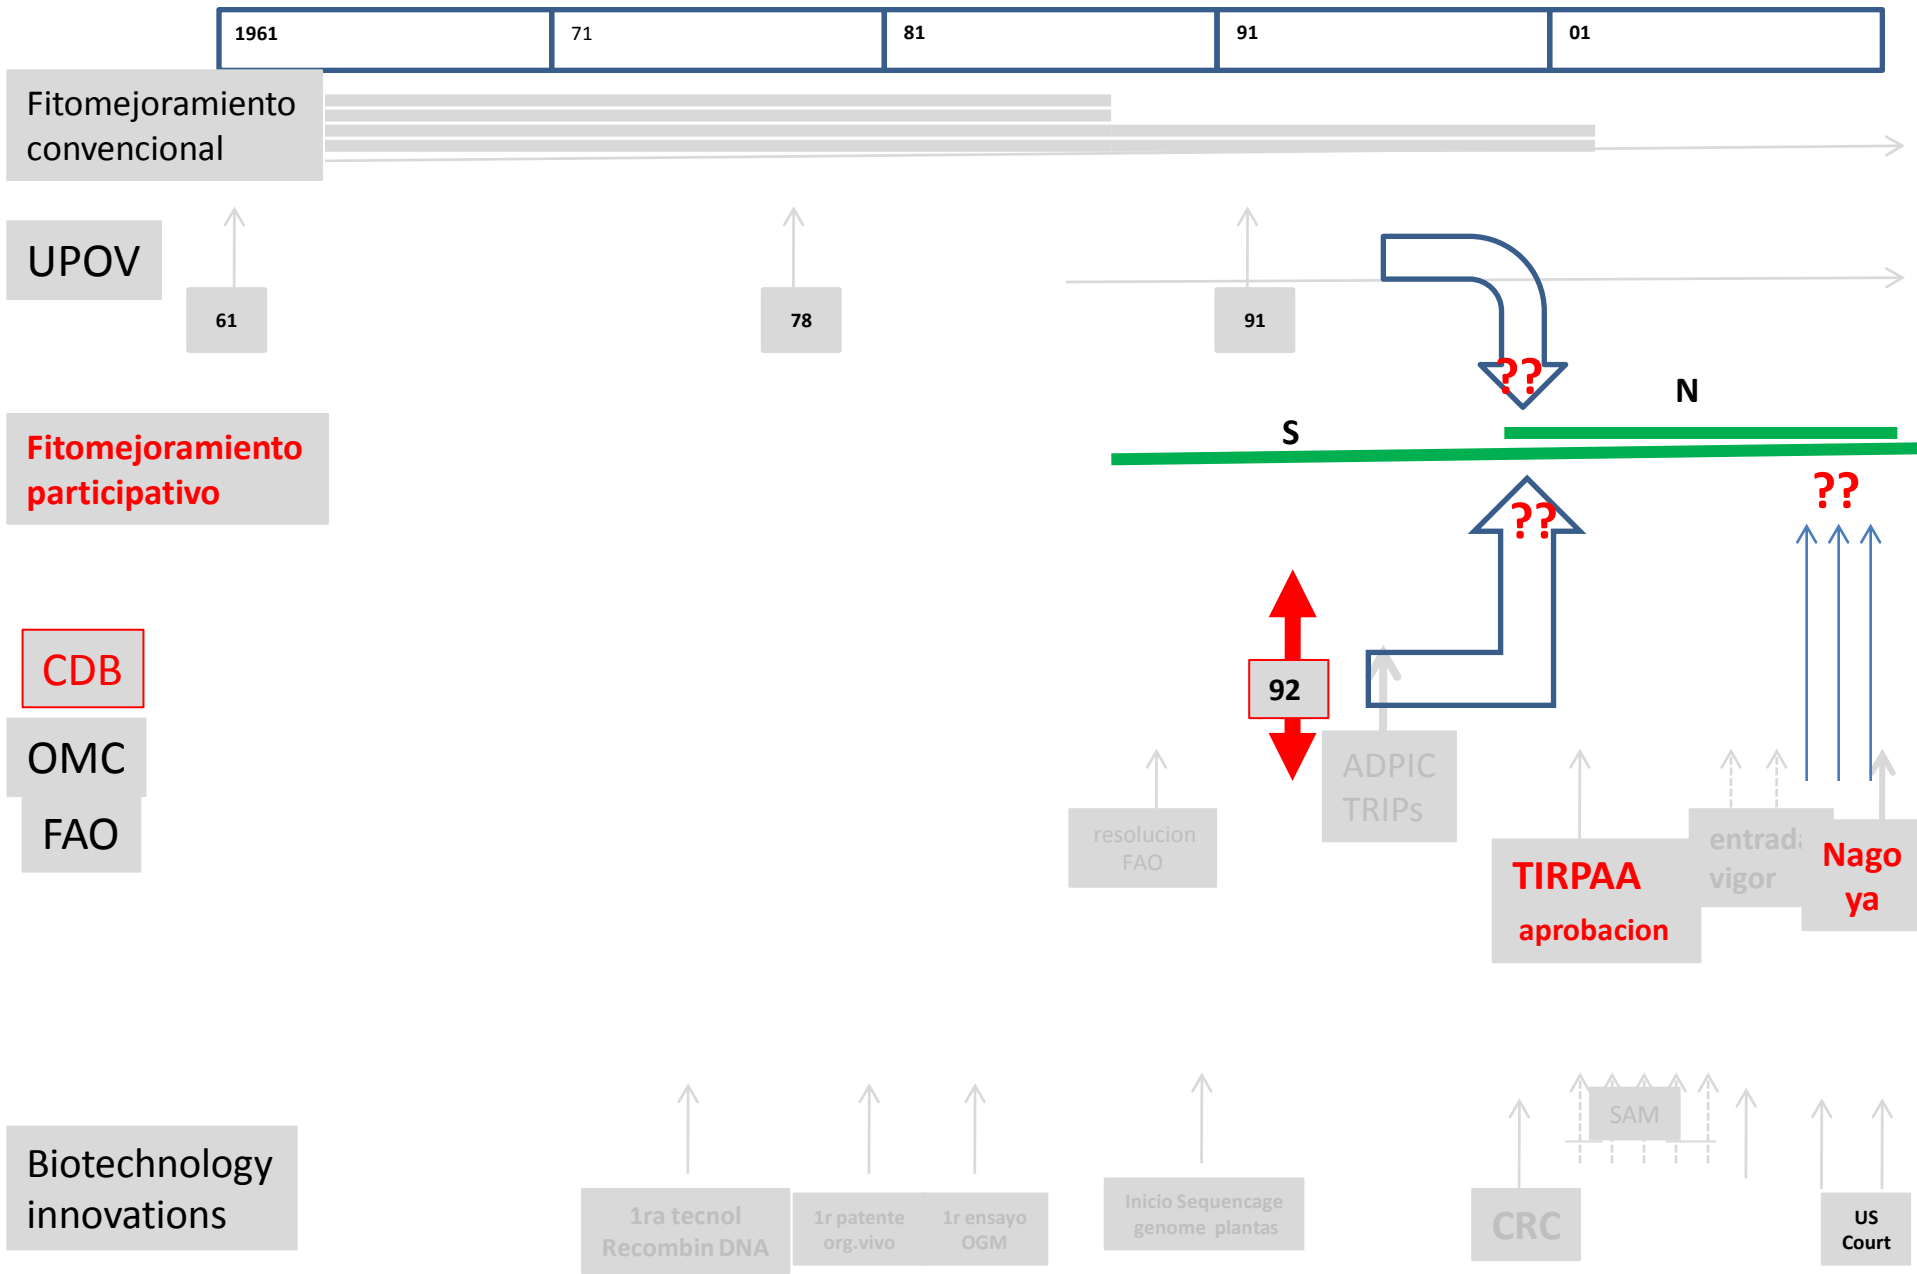 1961
71
81
91
01
Fitomejoramiento
convencional
UPOV
61
78
91
??
N
S
Fitomejoramiento
participativo
??
??
CDB
92
OMC
ADPIC
TRIPs
FAO
resolucion
FAO
TIRPAA
aprobacion
entrada
vigor
Nago
ya
SAM
Biotechnology
innovations
1ra tecnol
Recombin DNA
1r patente
org.vivo
1r ensayo
OGM
Inicio Sequencage
genome plantas
CRC
US
Court